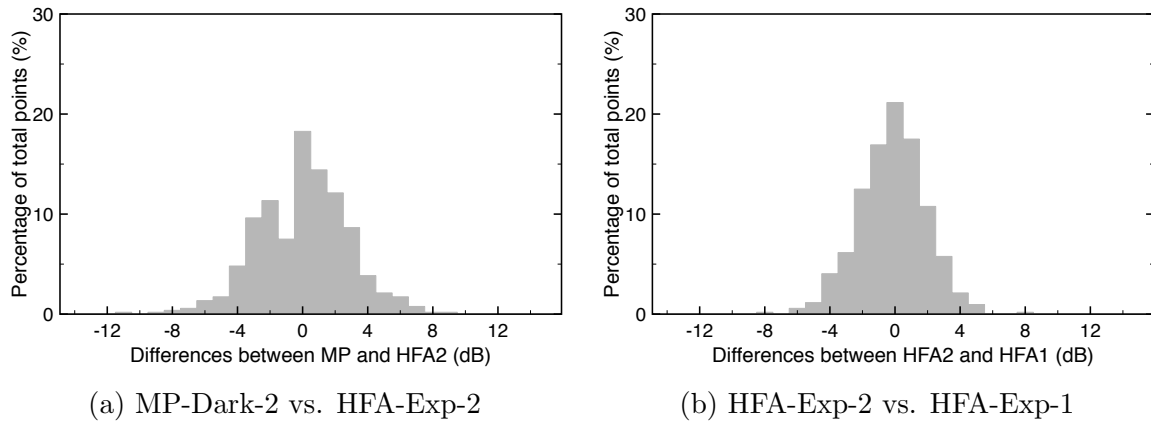 Percentage of total points (%)
30
20
10
0
-12 -8 -4 0 4 8 12
Differences between MP and HFA2 (dB)
(a) MP-Dark-2 vs. HFA-Exp-2
Percentage of total points (%)
30
20
10
0
-12 -8 -4 0 4 8 12
Differences between HFA2 and HFA1 (dB)
(b) HFA-Exp-2 vs. HFA-Exp-1